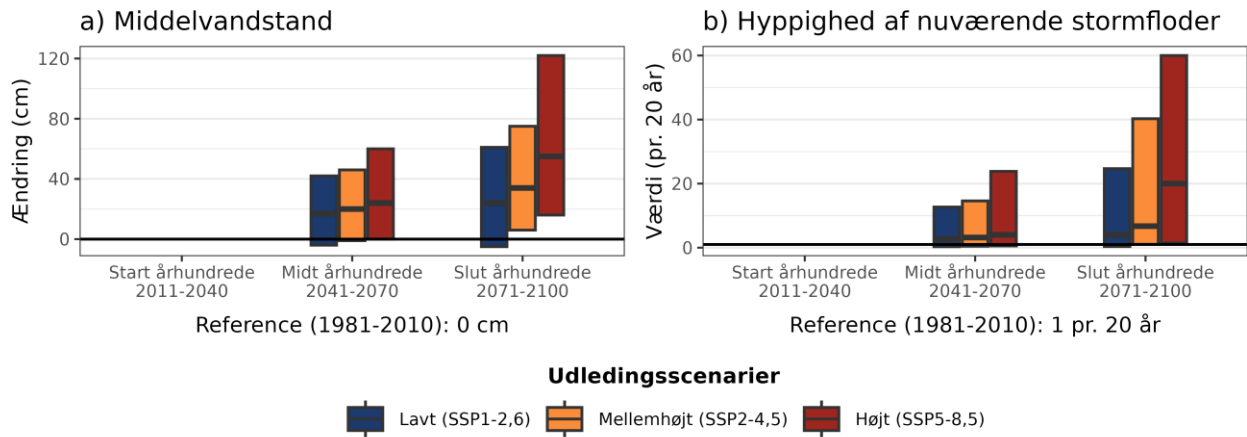 a) Middelvandstand
Ændring (cm)
120
80
40
0
Start århundrede
2011-2040
Midt århundrede
2041-2070
Slut århundrede
2071-2100
Reference (1981-2010): 0 cm
b) Hyppighed af nuværende stormfloder
Værdi (pr. 20 år)
60
40
20
0
Start århundrede
2011-2040
Midt århundrede
2041-2070
Slut århundrede
2071-2100
Reference (1981-2010): 1 pr. 20 år
Udledingsscenarier
Lavt (SSP1-2,6)
Mellemhøjt (SSP2-4,5)
Højt (SSP5-8,5)